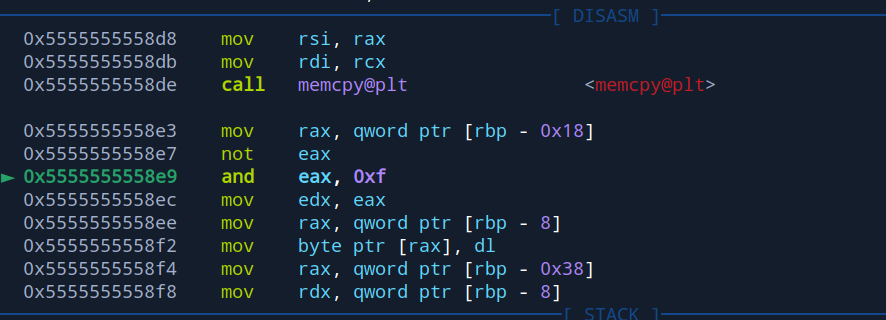 [ DISASM ]
0x5555555558d8 mov rsi, rax
0x5555555558db mov rdi, rcx
0x5555555558de call memcpy@plt <memcpy@plt>
0x5555555558e3 mov rax, qword ptr [rbp - 0x18]
0x5555555558e7 not eax
► 0x5555555558e9 and eax, 0xf
0x5555555558ec mov edx, eax
0x5555555558ee mov rax, qword ptr [rbp - 8]
0x5555555558f2 mov byte ptr [rax], dl
0x5555555558f4 mov rax, qword ptr [rbp - 0x38]
0x5555555558f8 mov rdx, qword ptr [rbp - 8]
[ STACK ]